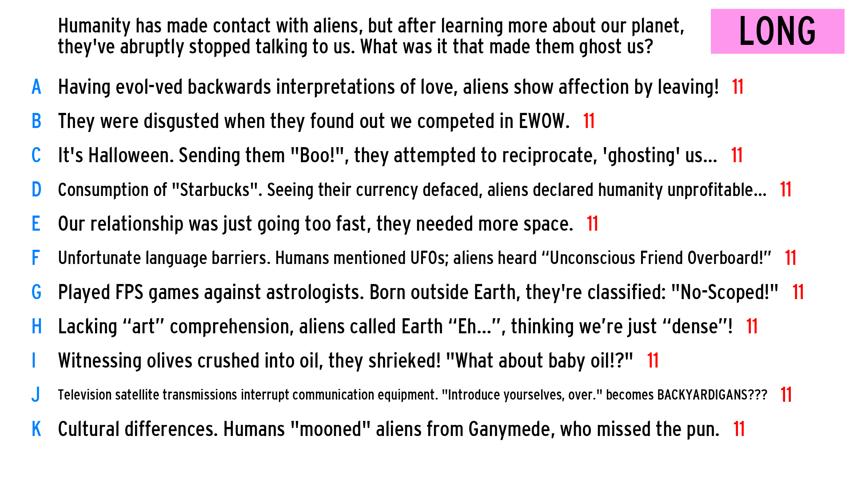 Humanity has made contact with aliens, but after learning more about our planet,
they've abruptly stopped talking to us. What was it that made them ghost us?
LONG
A Having evol-ved backwards interpretations of love, aliens show affection by leaving! 11
B They were disgusted when they found out we competed in EWOW. 11
C It's Halloween. Sending them "Boo!", they attempted to reciprocate, 'ghosting' us... 11
D Consumption of "Starbucks". Seeing their currency defaced, aliens declared humanity unprofitable... 11
E Our relationship was just going too fast, they needed more space. 11
F Unfortunate language barriers. Humans mentioned UFOs; aliens heard “Unconscious Friend Overboard!” 11
G Played FPS games against astrologists. Born outside Earth, they're classified: "No-Scoped!" 11
H Lacking “art” comprehension, aliens called Earth “Eh...”, thinking we’re just “dense”! 11
I Witnessing olives crushed into oil, they shrieked! "What about baby oil!?" 11
J Television satellite transmissions interrupt communication equipment. "Introduce yourselves, over." becomes BACKYARDIGANS??? 11
K Cultural differences. Humans "mooned" aliens from Ganymede, who missed the pun. 11